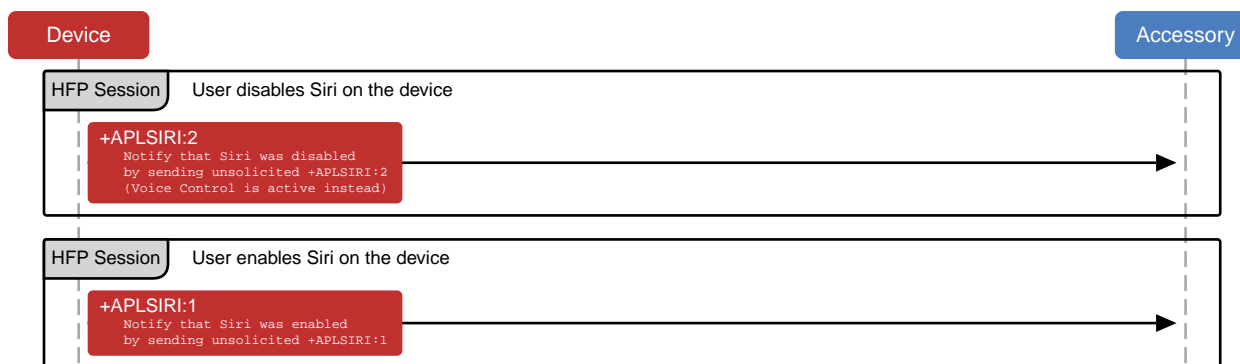 Device
Accessory
HFP Session
User disables Siri on the device
+APLSIRI:2
Notify that Siri was disabled
by sending unsolicited +APLSIRI:2
(Voice Control is active instead)
HFP Session
User enables Siri on the device
+APLSIRI:1
Notify that Siri was enabled
by sending unsolicited +APLSIRI:1